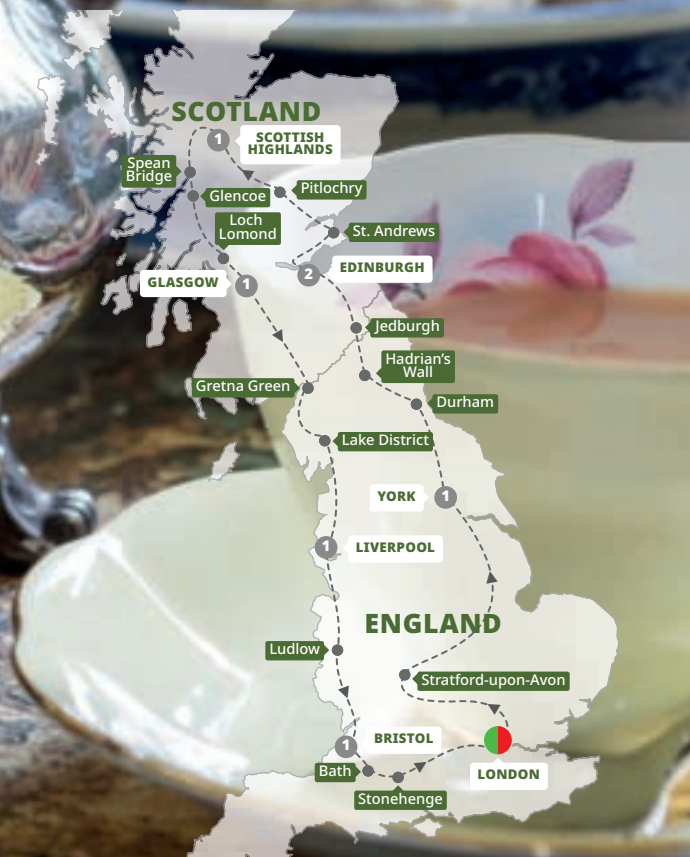 SCOTLAND
1
SCOTTISH
HIGHLANDS
Spean
Bridge
Pitlochry
Glencoe
Loch
Lomond
St. Andrews
2
EDINBURGH
GLASGOW
1
Jedburgh
Hadrian's
Wall
Gretna Green
Durham
Lake District
YORK
1
1
LIVERPOOL
ENGLAND
Ludlow
Stratford-upon-Avon
1
BRISTOL
Bath
LONDON
Stonehenge